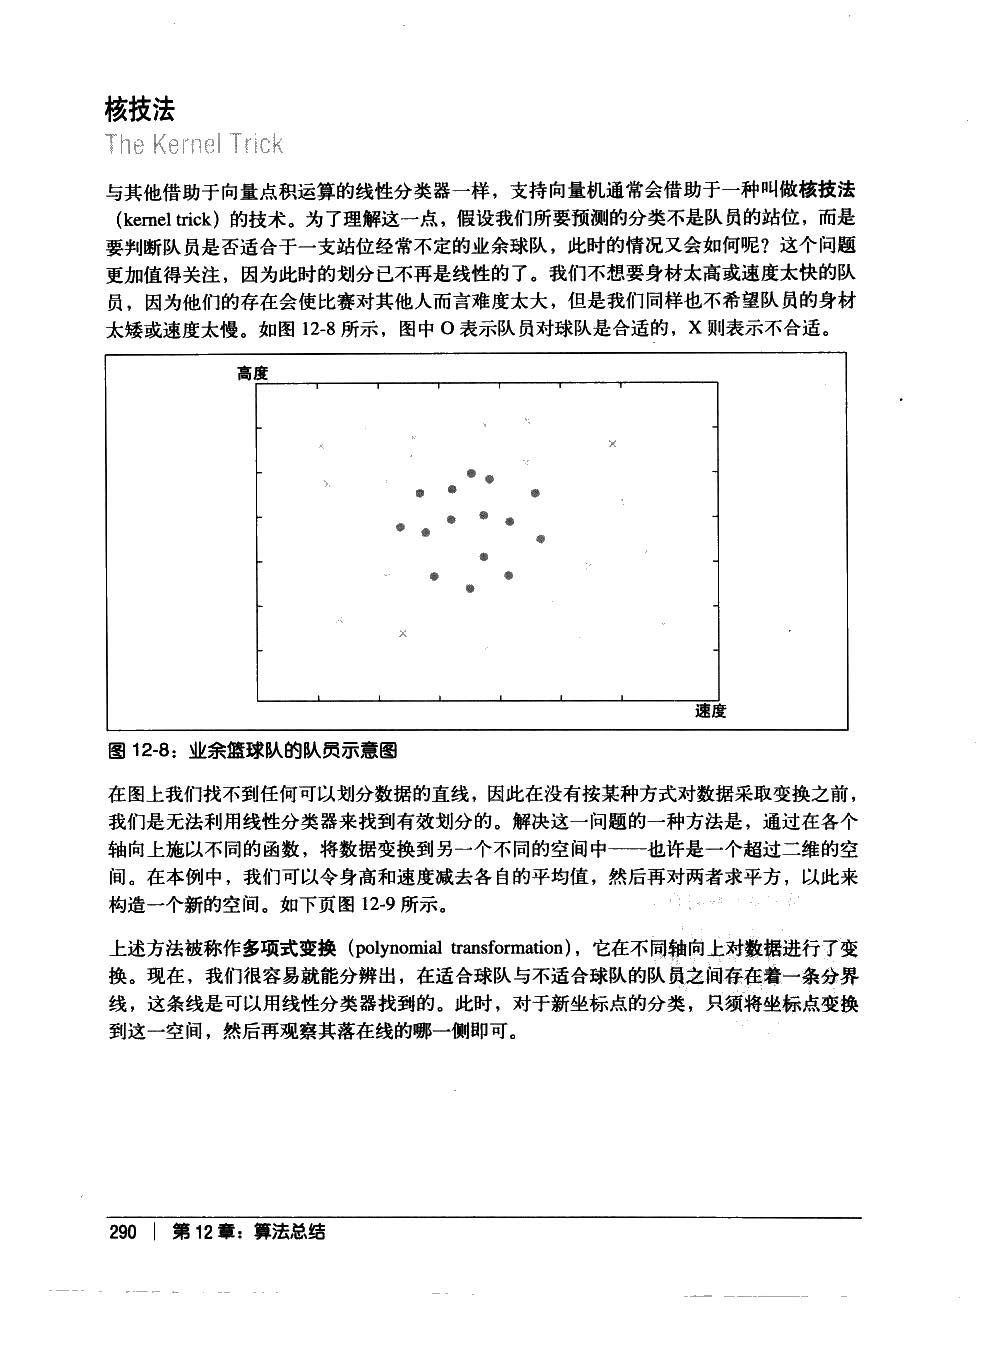 核技法
The Kernel Trick
与其他借助于向量点积运算的线性分类器一样，支持向量机通常会借助于一种叫做核技法
（kernel trick）的技术。为了理解这一点，假设我们所要预测的分类不是队员的站位，而是
要判断队员是否适合于一支站位经常不定的业余球队，此时的情况又会如何呢？这个问题
更加值得关注，因为此时的划分已不再是线性的了。我们不想要身材太高或速度太快的队
员，因为他们的存在会使比赛对其他人而言难度太大，但是我们同样也不希望队员的身材
太矮或速度太慢。如图 12-8 所示，图中 O 表示队员对球队是合适的，X 则表示不合适。
高度
速度
图 12-8：业余篮球队的队员示意图
在图上我们找不到任何可以划分数据的直线，因此在没有按某种方式对数据采取变换之前，
我们是无法利用线性分类器来找到有效划分的。解决这一问题的一种方法是，通过在各个
轴向上施以不同的函数，将数据变换到另一个不同的空间中——也许是一个超过二维的空
间。在本例中，我们可以令身高和速度减去各自的平均值，然后再对两者求平方，以此来
构造一个新的空间。如下页图 12-9 所示。
上述方法被称作多项式变换（polynomial transformation），它在不同轴向上对数据进行了变
换。现在，我们很容易就能分辨出，在适合球队与不适合球队的队员之间存在着一条分界
线，这条线是可以用线性分类器找到的。此时，对于新坐标点的分类，只须将坐标点变换
到这一空间，然后再观察其落在线的哪一侧即可。
290 | 第 12 章：算法总结